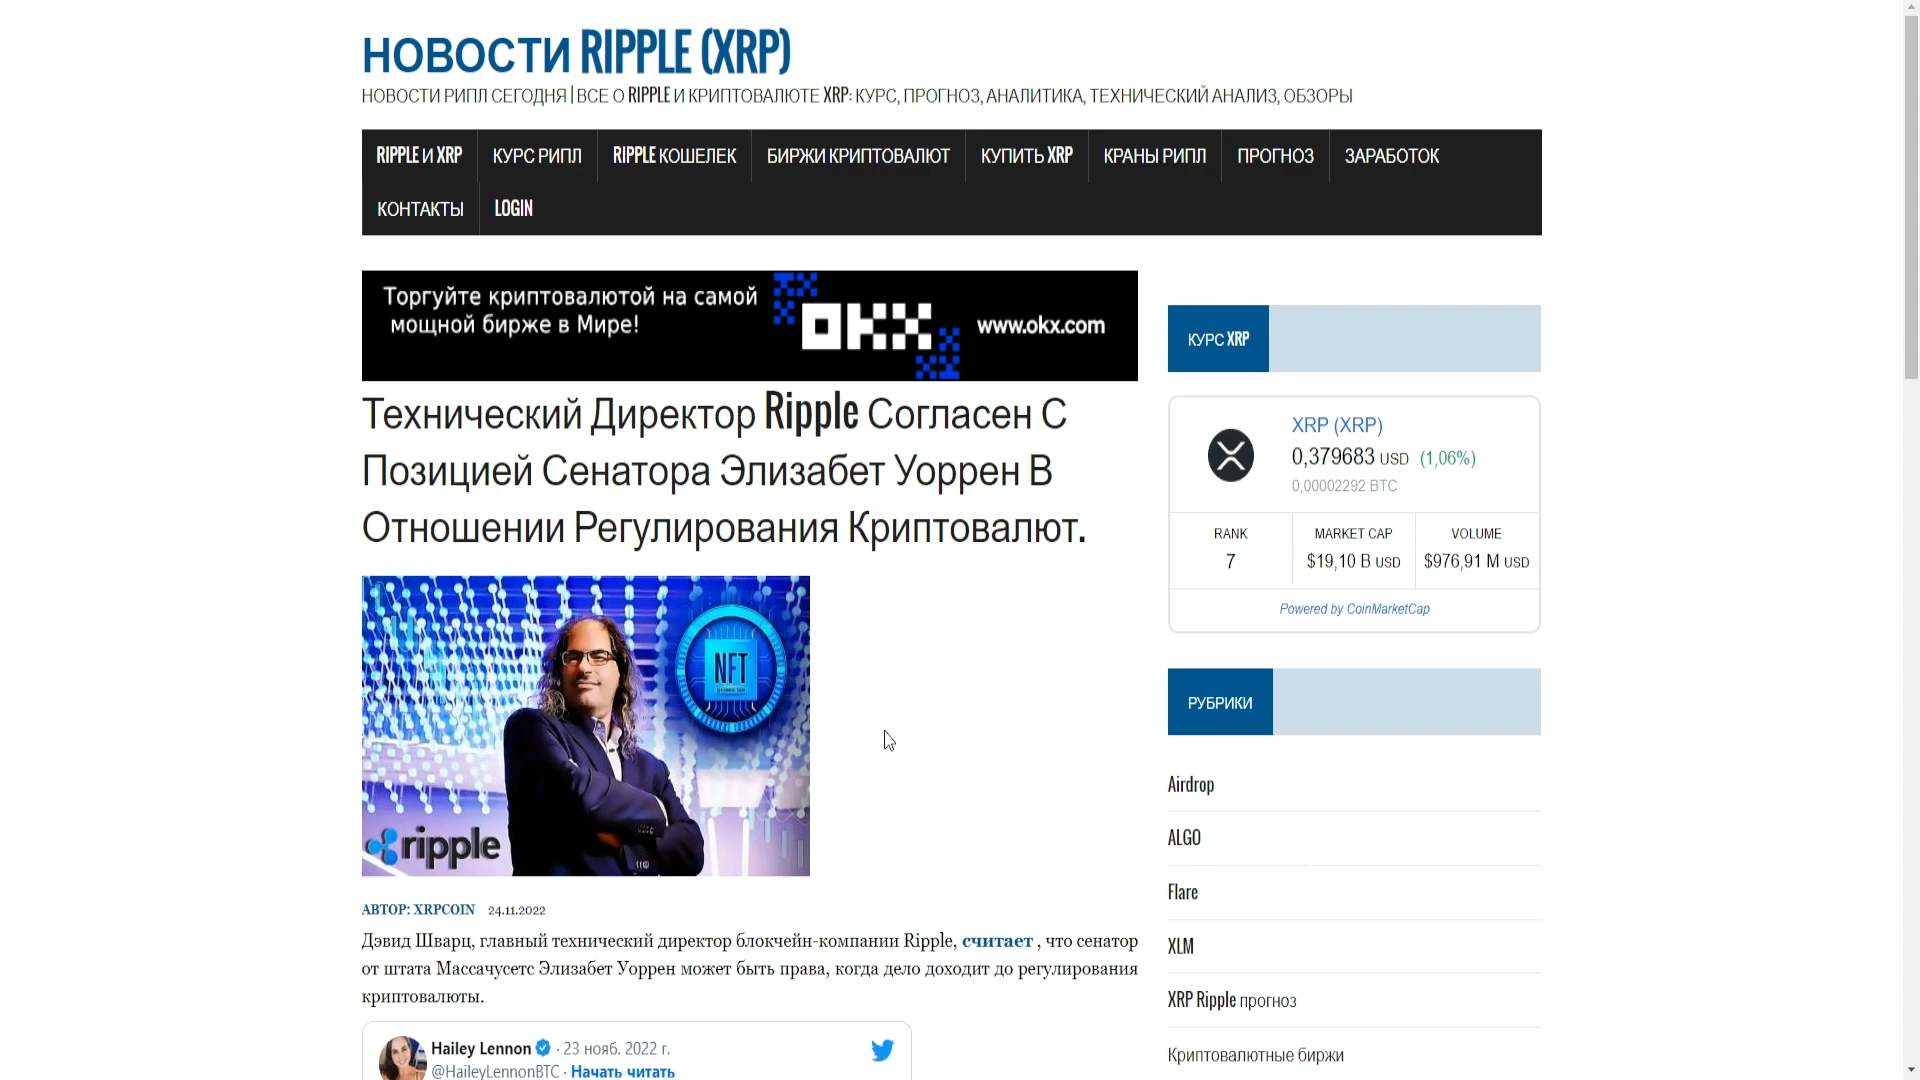 НОВОСТИ RIPPLE (XRP)
НОВОСТИ РИПЛ СЕГОДНЯ | ВСЕ О RIPPLE И КРИПТОВАЛЮТЕ XRP: КУРС, ПРОГНОЗ, АНАЛИТИКА, ТЕХНИЧЕСКИЙ АНАЛИЗ, ОБЗОРЫ
RIPPLE И XRP КУРС РИПЛ RIPPLE КОШЕЛЕК БИРЖИ КРИПТОВАЛЮТ КУПИТЬ XRP КРАНЫ РИПЛ ПРОГНОЗ ЗАРАБОТОК
КОНТАКТЫ LOGIN
Торгуйте криптовалютой на самой
мощной бирже в Мире!
OKX
www.okx.com
Технический Директор Ripple Согласен С
Позицией Сенатора Элизабет Уоррен В
Отношении Регулирования Криптовалют.
NFT
ripple
АВТОР: XRPCOIN 24.11.2022
Дэвид Шварц, главный технический директор блокчейн-компании Ripple, считает , что сенатор
от штата Массачусетс Элизабет Уоррен может быть права, когда дело доходит до регулирования
криптовалюты.
Hailey Lennon · 23 нояб. 2022 г.
@HaileyLennonBTC · Начать читать
КУРС XRP
XRP (XRP)
0,379683 USD (1,06%)
0,00002292 BTC
RANK MARKET CAP VOLUME
7 $19,10 B USD $976,91 M USD
Powered by CoinMarketCap
РУБРИКИ
Airdrop
ALGO
Flare
XLM
XRP Ripple прогноз
Криптовалютные биржи